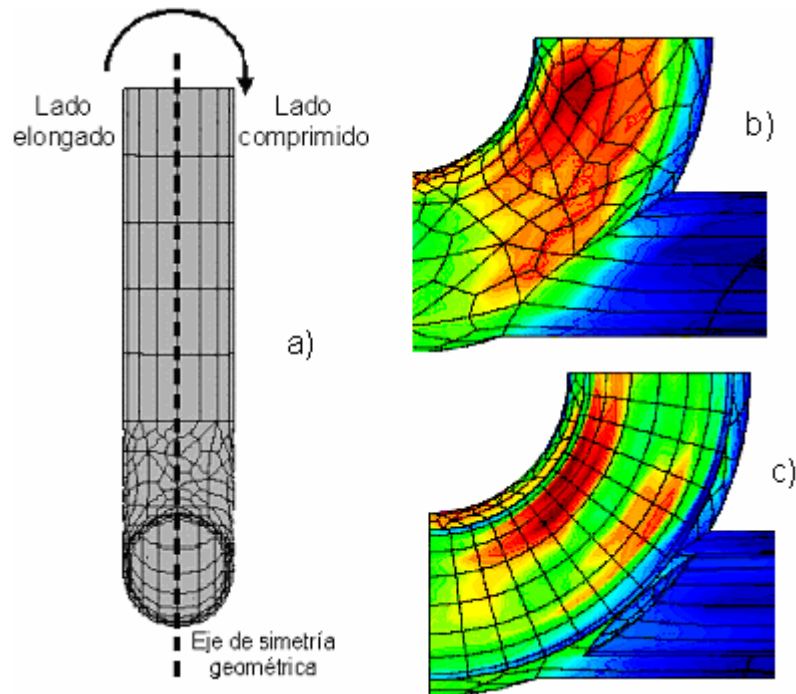 Lado
elongado
Lado
comprimido
a)
Eje de simetría
geométrica
b)
c)